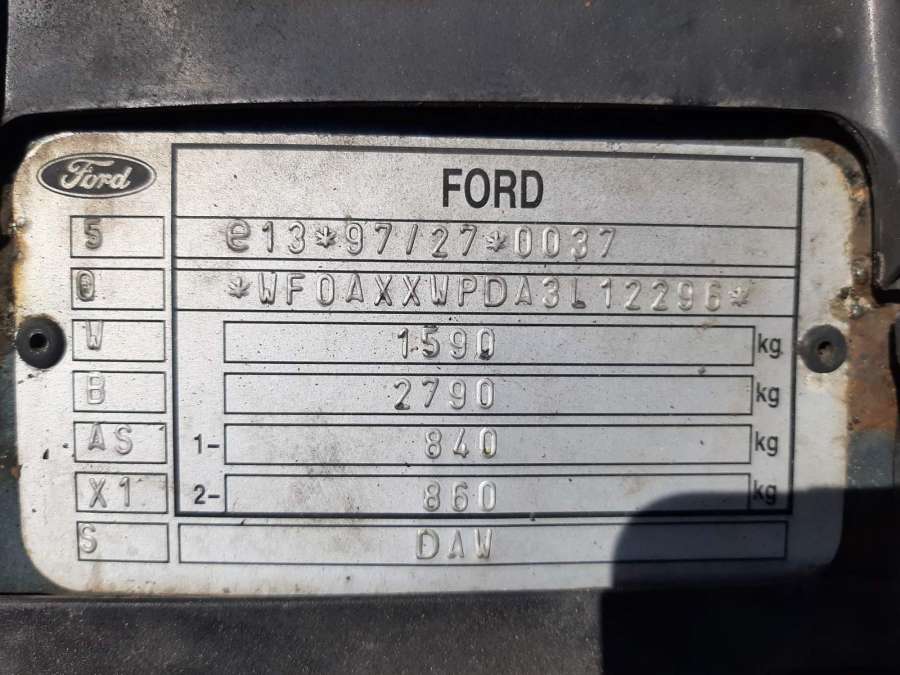 Ford
FORD
5 e13*97/27*0037
0 *WF0AXXWPDA3L12296*
W 1590 kg
B 2790 kg
AS 1- 840 kg
X1 2- 860 kg
S DAW